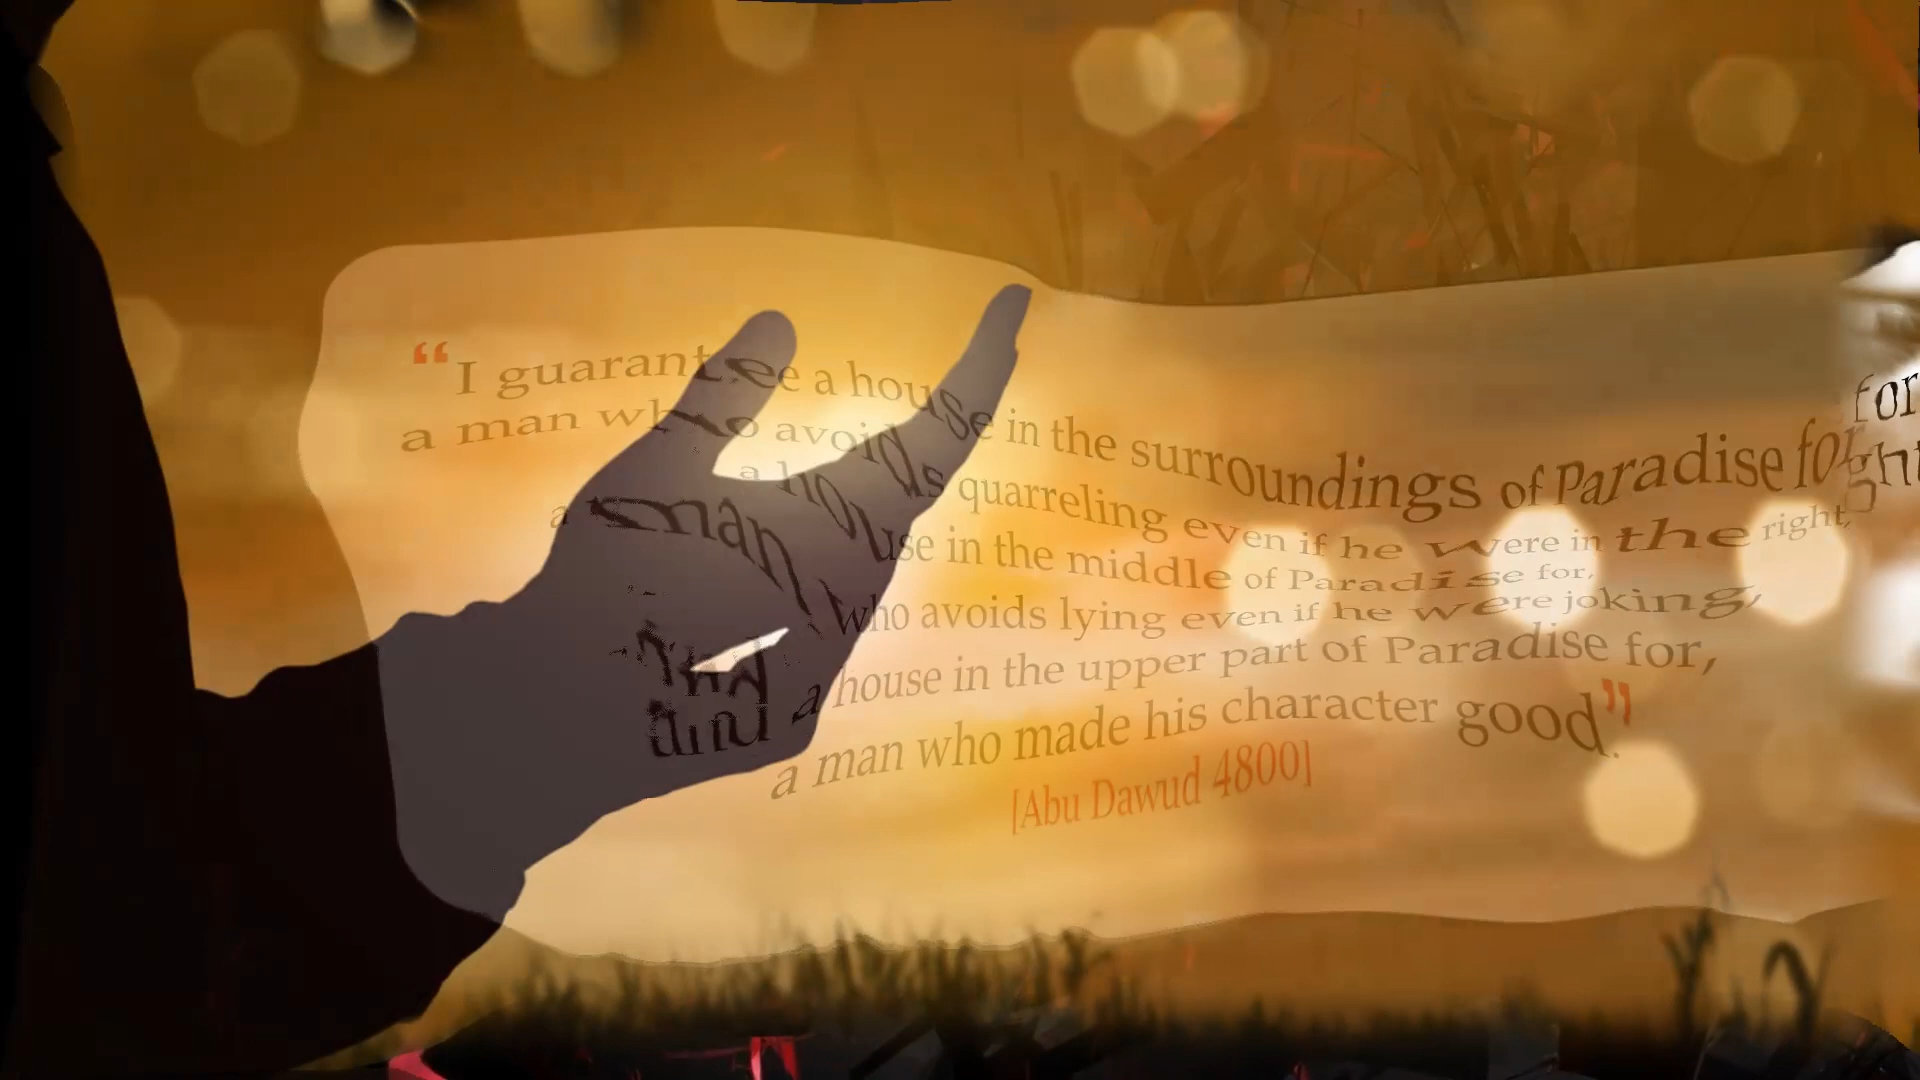 “I guarantee a house in the surroundings of Paradise for
a man who avoids quarreling even if he were in the right,
a house in the middle of Paradise for,
a man who avoids lying even if he were joking,
And a house in the upper part of Paradise for,
a man who made his character good.”
[Abu Dawud 4800]
for
ght